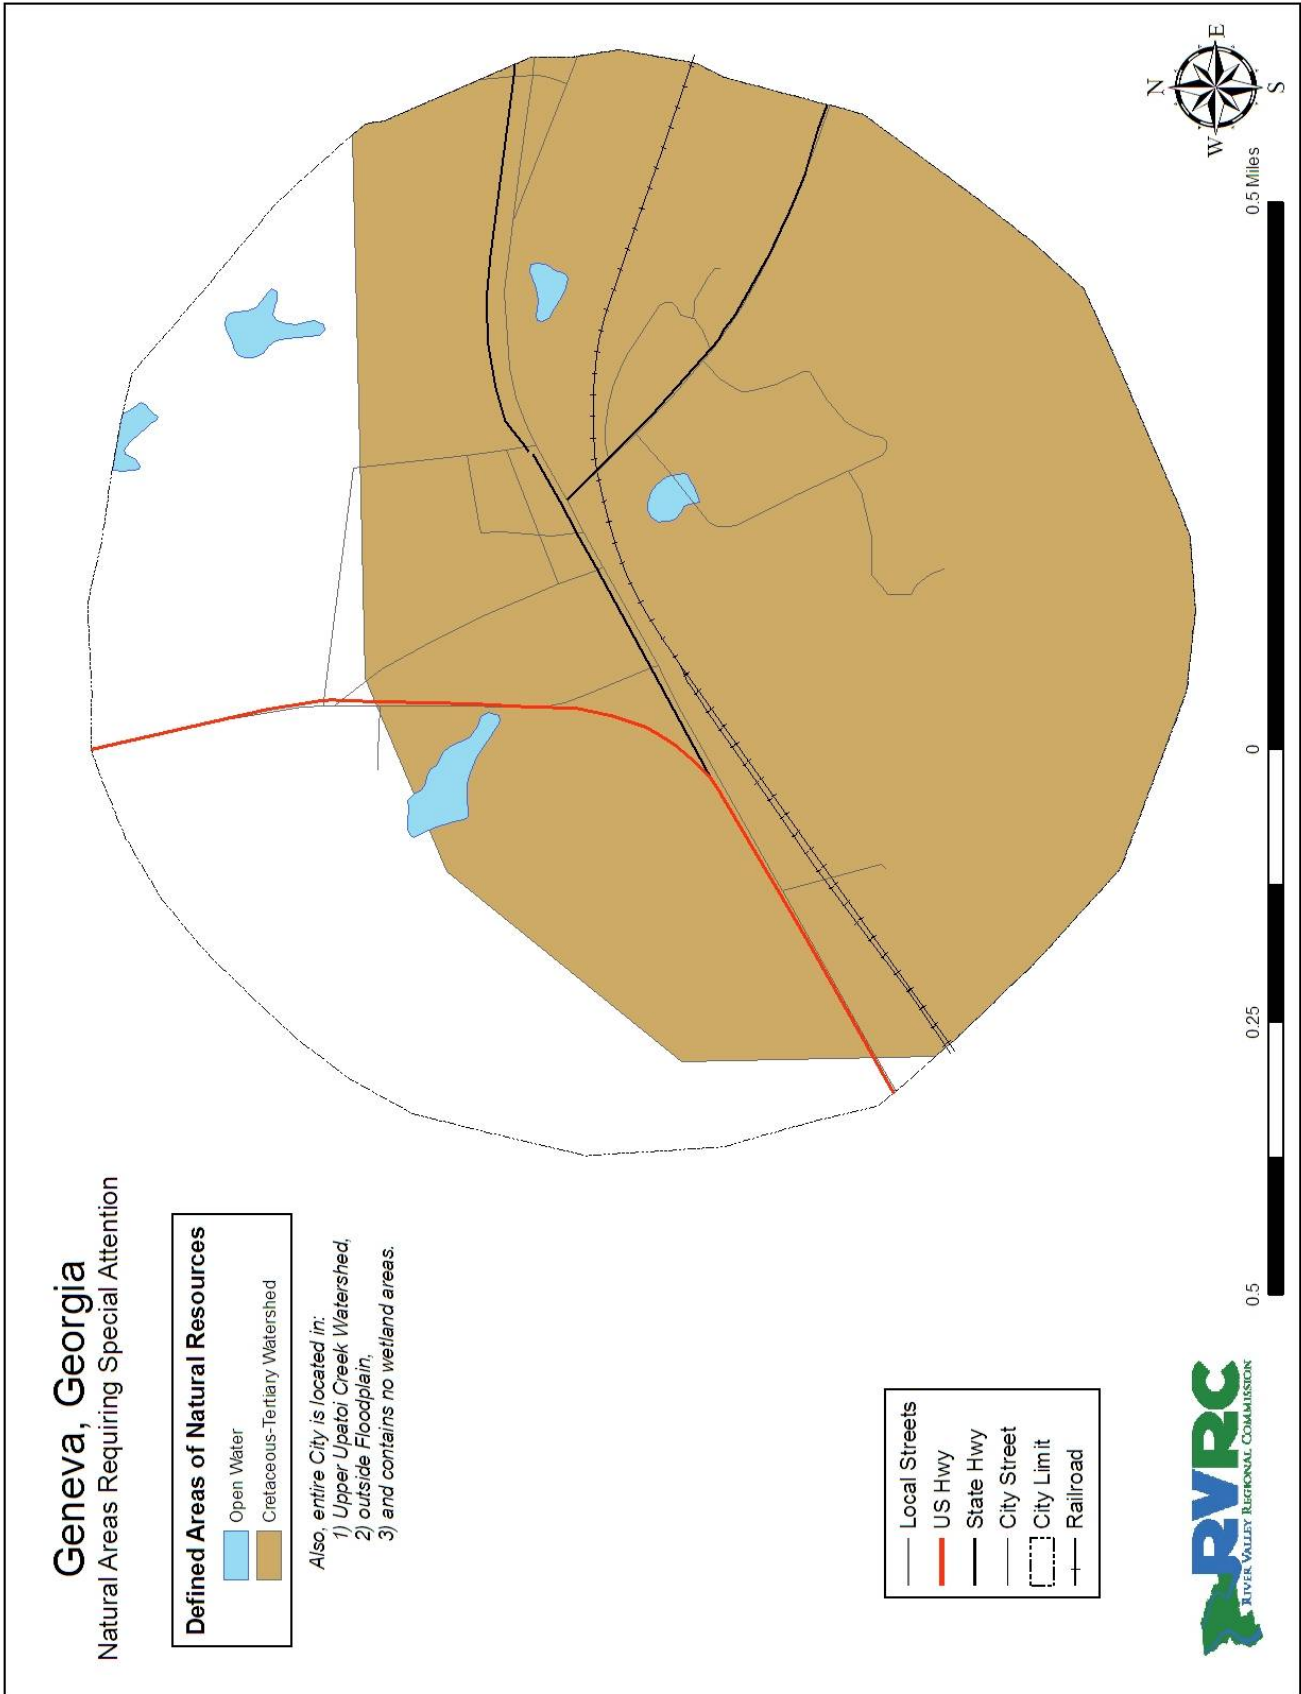 Geneva, Georgia
Natural Areas Requiring Special Attention
Defined Areas of Natural Resources
Open Water
Cretaceous-Tertiary Watershed
Also, entire City is located in:
1) Upper Upatoi Creek Watershed,
2) outside Floodplain,
3) and contains no wetland areas.
Local Streets
US Hwy
State Hwy
City Street
City Limit
Railroad
RVRC
RIVER VALLEY REGIONAL COMMISSION
0.5 0.25 0 0.5 Miles
N
W E
S